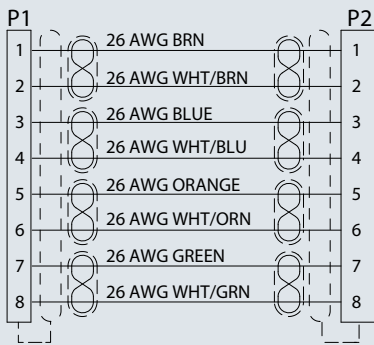 P1 P2
1 26 AWG BRN 1
2 26 AWG WHT/BRN 2
3 26 AWG BLUE 3
4 26 AWG WHT/BLU 4
5 26 AWG ORANGE 5
6 26 AWG WHT/ORN 6
7 26 AWG GREEN 7
8 26 AWG WHT/GRN 8